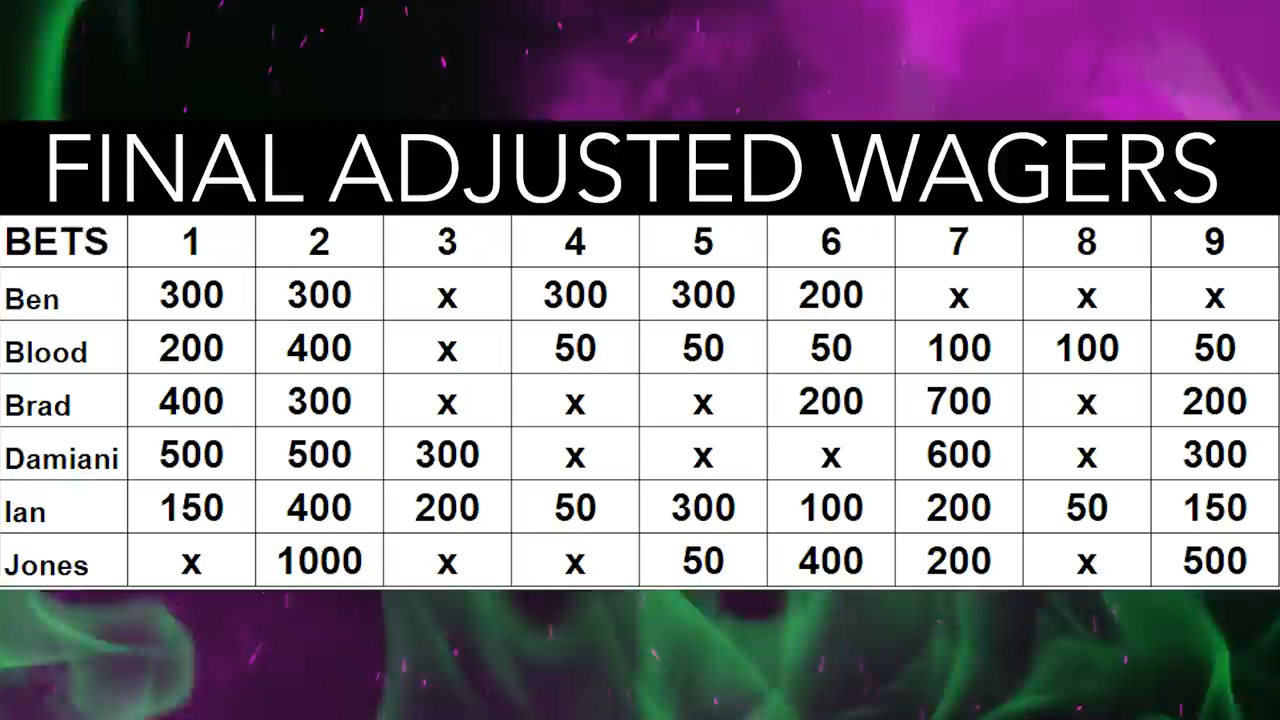 FINAL ADJUSTED WAGERS
BETS 1 2 3 4 5 6 7 8 9
Ben 300 300 x 300 300 200 x x x
Blood 200 400 x 50 50 50 100 100 50
Brad 400 300 x x x 200 700 x 200
Damiani 500 500 300 x x x 600 x 300
Ian 150 400 200 50 300 100 200 50 150
Jones x 1000 x x 50 400 200 x 500